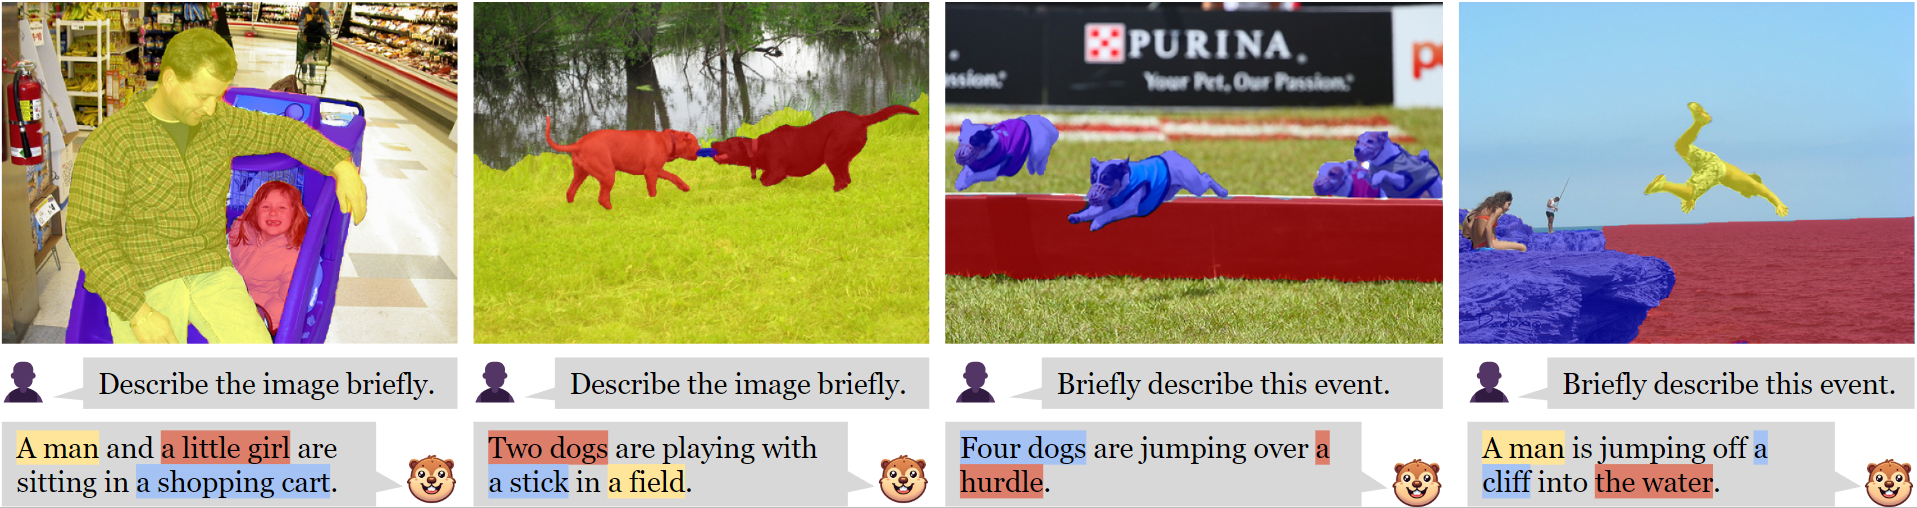 PURINA.
ssion.®
Your Pet, Our Passion.®
Describe the image briefly.
Describe the image briefly.
Briefly describe this event.
Briefly describe this event.
A man and a little girl are
sitting in a shopping cart.
Two dogs are playing with
a stick in a field.
Four dogs are jumping over a
hurdle.
A man is jumping off a
cliff into the water.